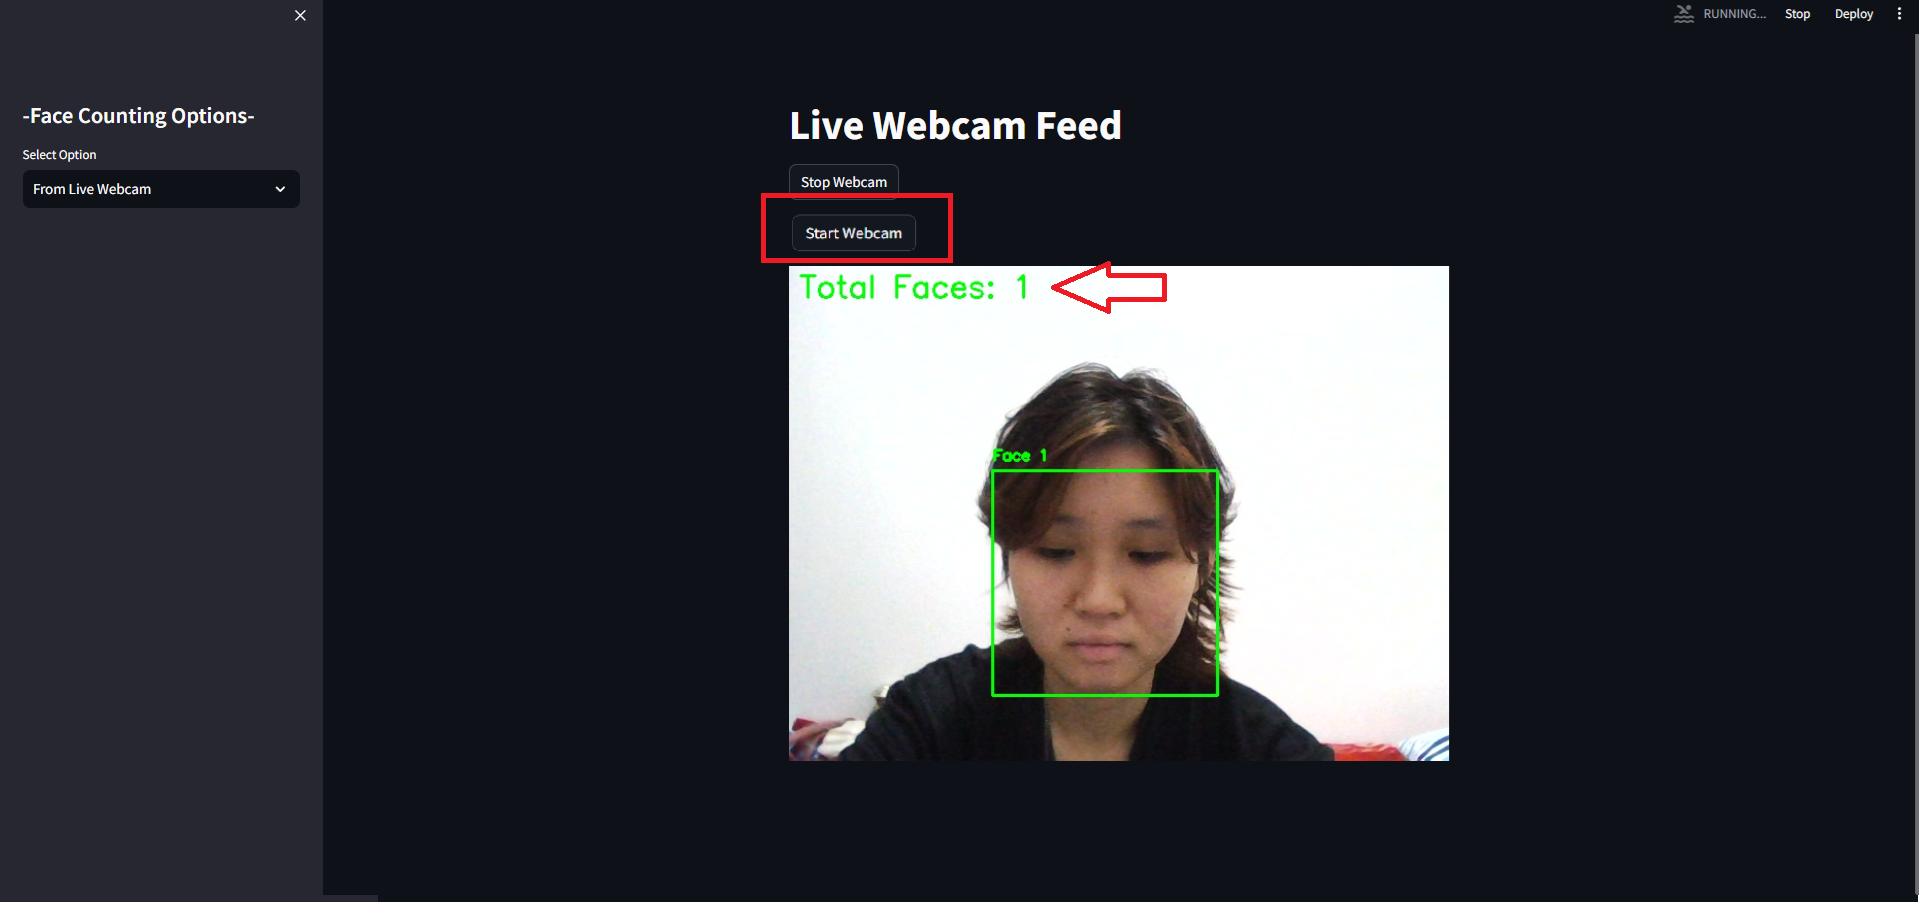 RUNNING...
Stop
Deploy
-Face Counting Options-
Select Option
From Live Webcam
Live Webcam Feed
Stop Webcam
Start Webcam
Total Faces: 1
Face 1